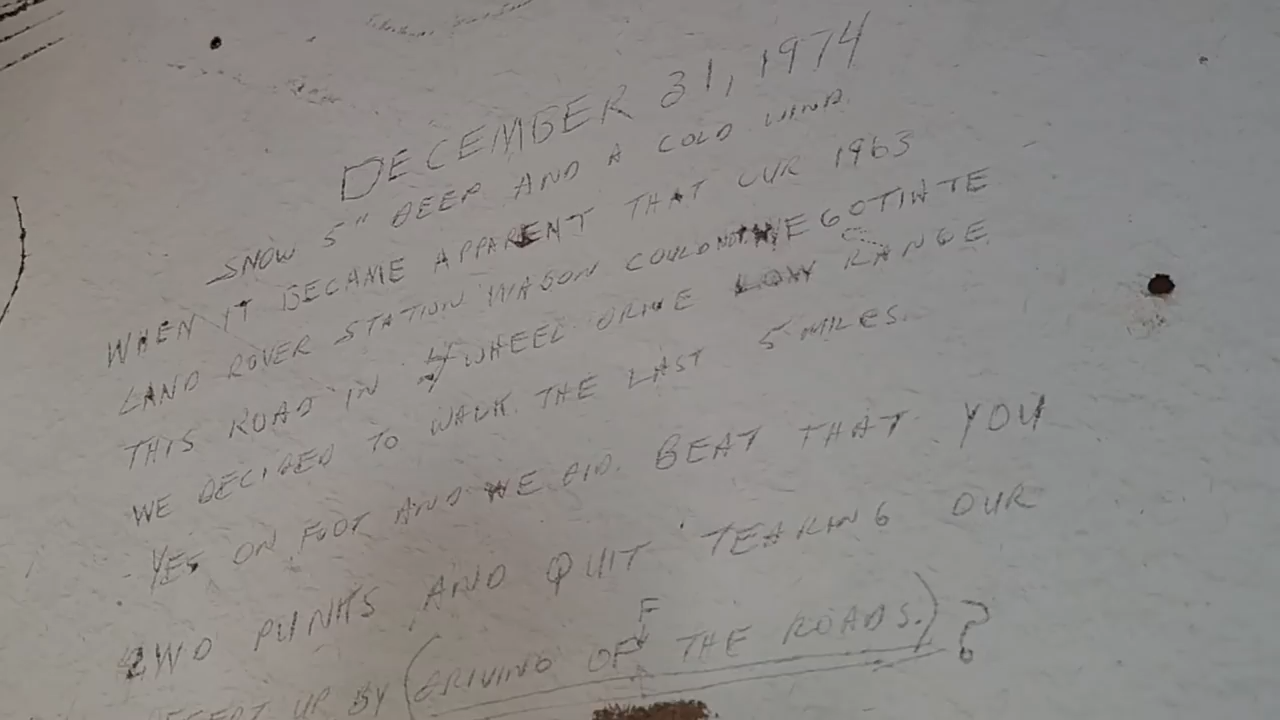 DECEMBER 31, 1974
SNOW 5" DEEP AND A COLD WIND.
WHEN IT BECAME APPARENT THAT OUR 1963
LAND ROVER STATION WAGON COULD NOT NEGOTIATE
THIS ROAD IN 4 WHEEL DRIVE LOW RANGE
WE DECIDED TO WALK THE LAST 5 MILES.
YES ON FOOT AND WE DID. BEAT THAT YOU
TWO PUNKS AND QUIT TEARING OUR
UP BY (DRIVING OFF THE ROADS.)?